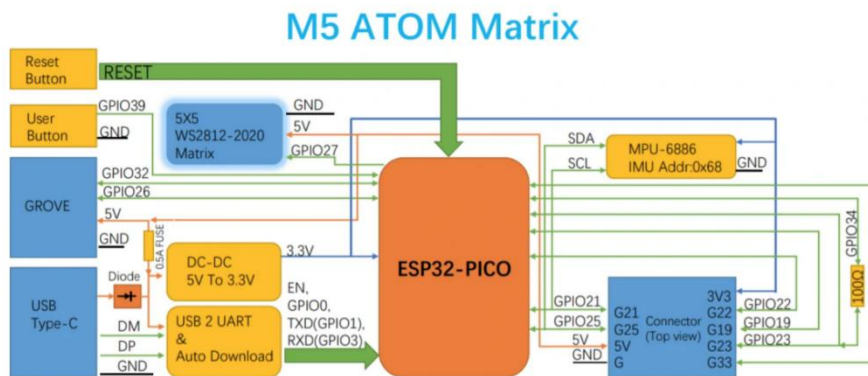 M5 ATOM Matrix
Reset
Button
RESET
User
Button
GPIO39
GND
5X5
WS2812-2020
Matrix
GND
5V
GPIO27
GROVE
GPIO32
GPIO26
5V
GND
0.5A FUSE
DC-DC
5V To 3.3V
3.3V
USB
Type-C
Diode
DM
DP
GND
USB 2 UART
&
Auto Download
EN,
GPIO0,
TXD(GPIO1),
RXD(GPIO3),
ESP32-PICO
SDA
SCL
MPU-6886
IMU Addr:0x68
GND
GPIO34
100Ω
GPIO21
GPIO25
5V
GND
G21
G25
5V
G
Connector
(Top view)
3V3
G22
G19
G23
G33
GPIO22
GPIO19
GPIO23